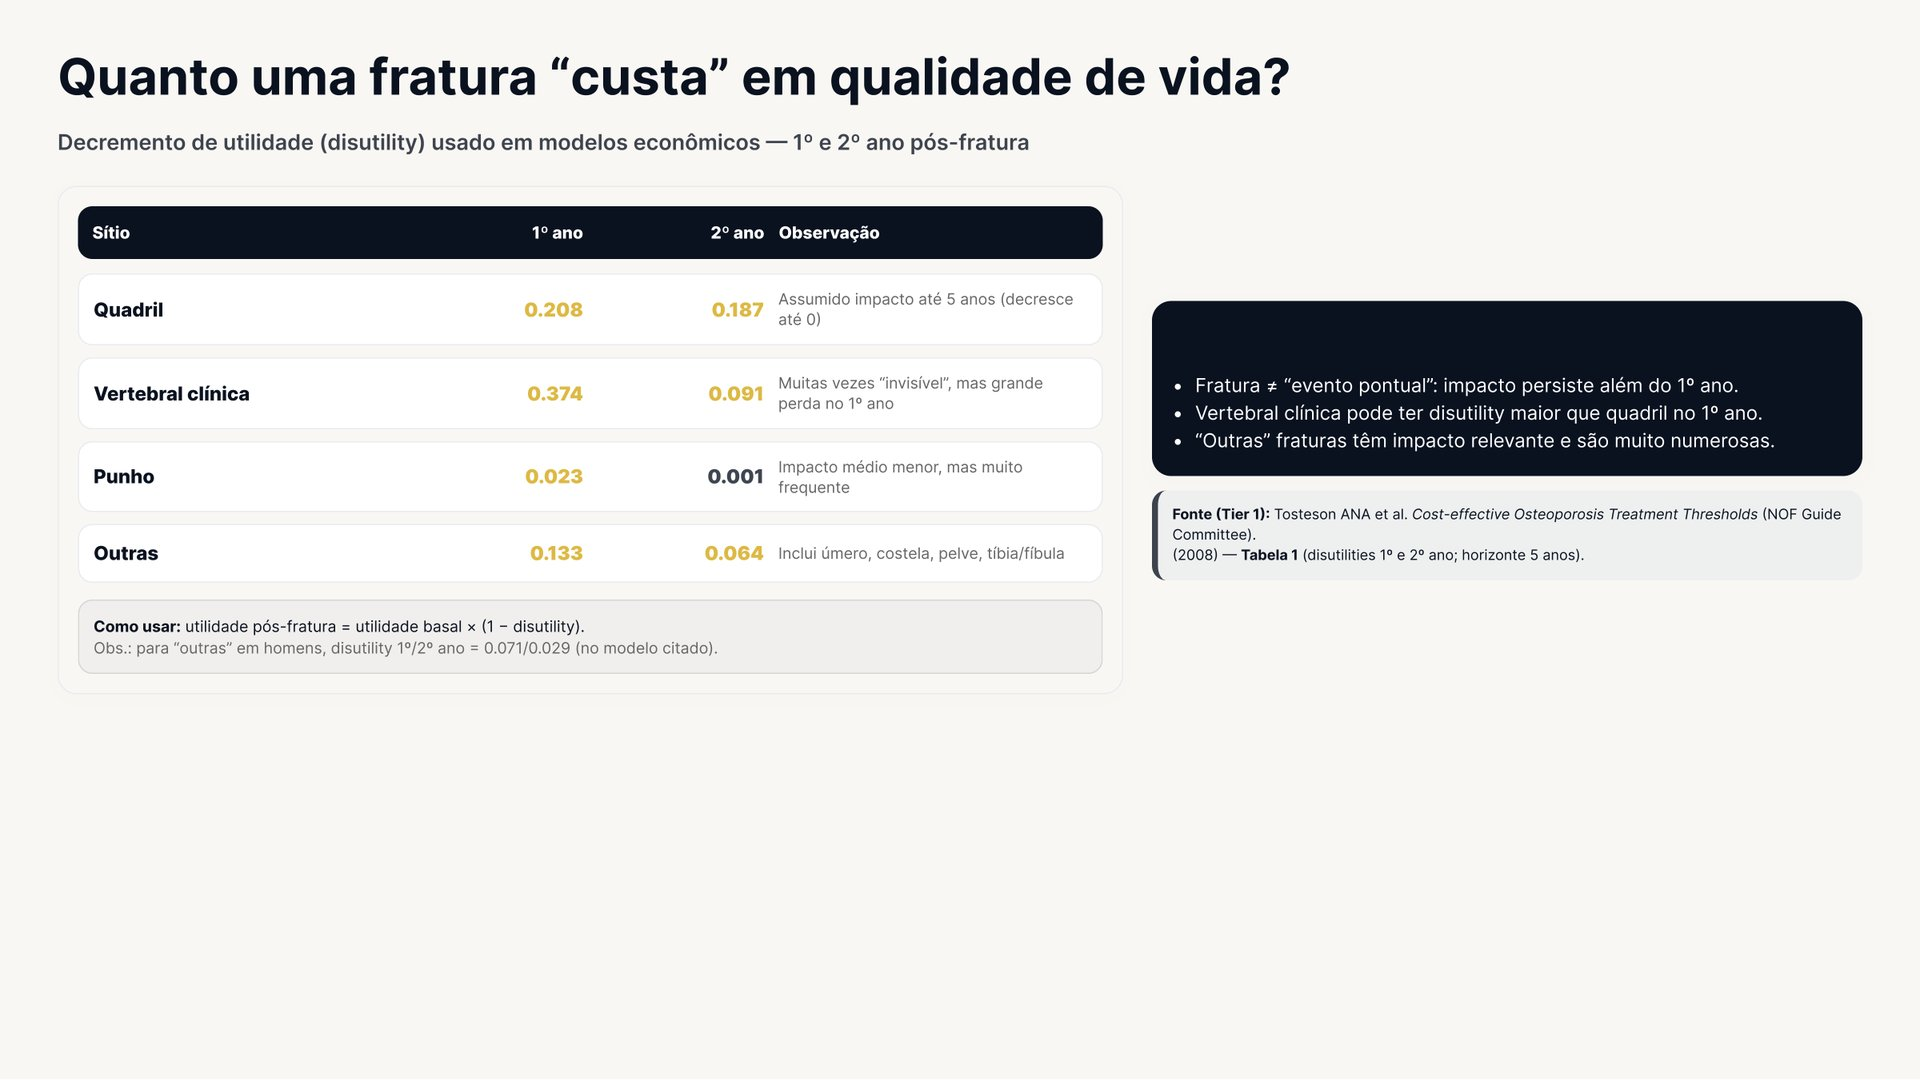 Quanto uma fratura “custa” em qualidade de vida?
Decremento de utilidade (disutility) usado em modelos econômicos — 1º e 2º ano pós-fratura
Sítio 1º ano 2º ano Observação
Quadril 0.208 0.187 Assumido impacto até 5 anos (decresce
até 0)
Vertebral clínica 0.374 0.091 Muitas vezes “invisível”, mas grande
perda no 1º ano
Punho 0.023 0.001 Impacto médio menor, mas muito
frequente
Outras 0.133 0.064 Inclui úmero, costela, pelve, tíbia/fíbula
Como usar: utilidade pós-fratura = utilidade basal × (1 − disutility).
Obs.: para “outras” em homens, disutility 1º/2º ano = 0.071/0.029 (no modelo citado).
• Fratura ≠ “evento pontual”: impacto persiste além do 1º ano.
• Vertebral clínica pode ter disutility maior que quadril no 1º ano.
• “Outras” fraturas têm impacto relevante e são muito numerosas.
Fonte (Tier 1): Tosteson ANA et al. Cost-effective Osteoporosis Treatment Thresholds (NOF Guide
Committee).
(2008) — Tabela 1 (disutilities 1º e 2º ano; horizonte 5 anos).